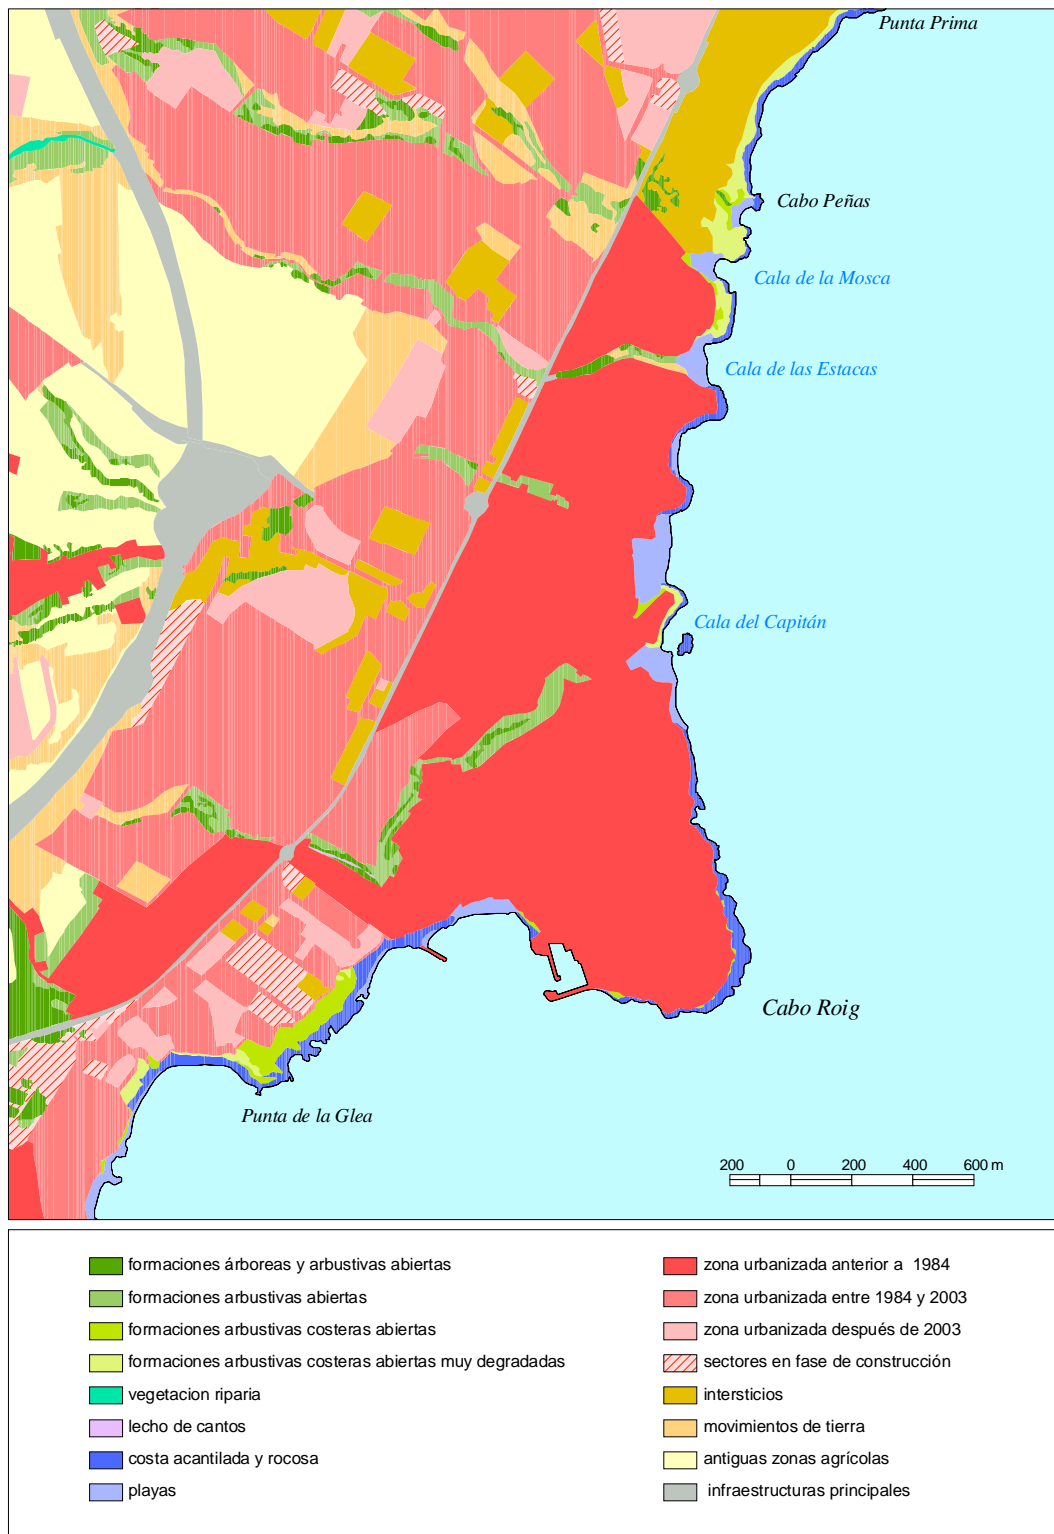 Punta Prima
Cabo Peñas
Cala de la Mosca
Cala de las Estacas
Cala del Capitán
Cabo Roig
Punta de la Glea
200 0 200 400 600 m
formaciones árboreas y arbustivas abiertas
formaciones arbustivas abiertas
formaciones arbustivas costeras abiertas
formaciones arbustivas costeras abiertas muy degradadas
vegetacion riparia
lecho de cantos
costa acantilada y rocosa
playas
zona urbanizada anterior a 1984
zona urbanizada entre 1984 y 2003
zona urbanizada después de 2003
sectores en fase de construcción
intersticios
movimientos de tierra
antiguas zonas agrícolas
infraestructuras principales